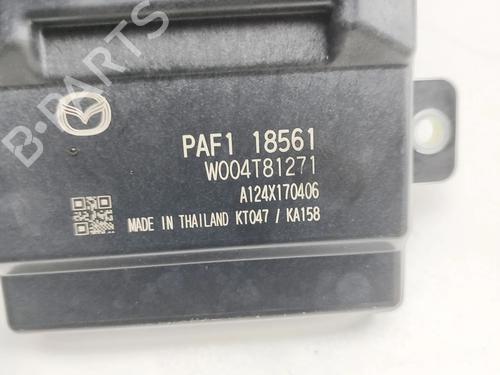 B-PARTS
PAF1 18561
W004T81271
A124X170406
MADE IN THAILAND KT047 / KA158